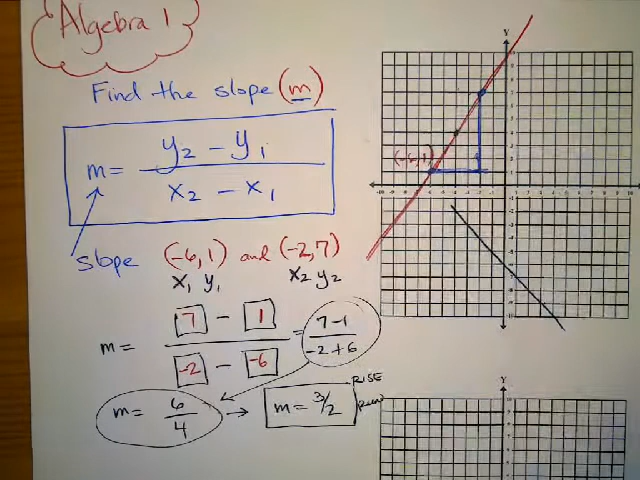 Algebra 1
Find the slope (m)
m = y₂ - y₁
x₂ - x₁
slope (-6,1) and (-2,7)
x₁ y₁ x₂ y₂
m = 7 - 1
-2 - -6
= 7-1
-2+6
m = 6/4 → m = 3/2 RISE
run
(-6,1)
Y
Y